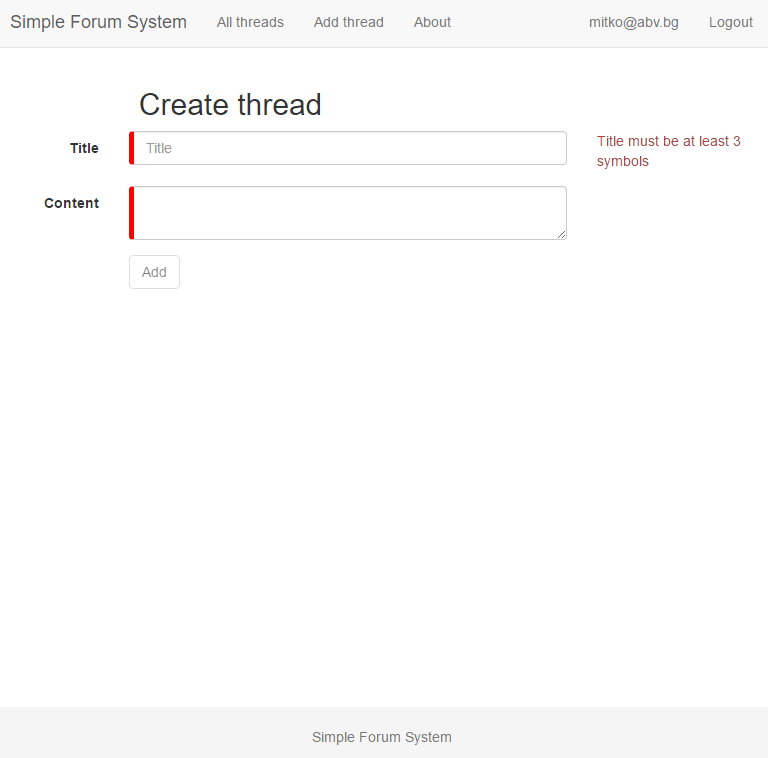 Simple Forum System All threads Add thread About mitko@abv.bg Logout
Create thread
Title Title Title must be at least 3
symbols
Content
Add
Simple Forum System